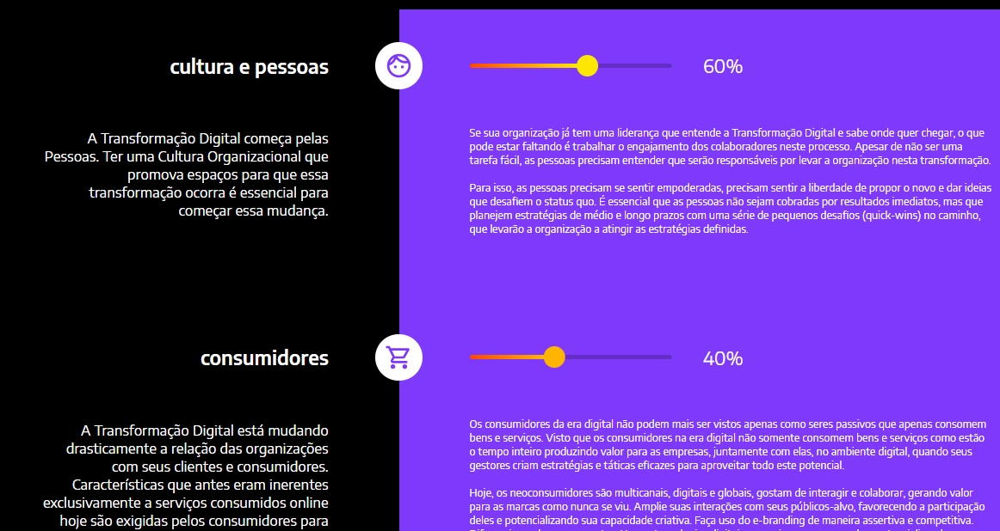 cultura e pessoas
60%
A Transformação Digital começa pelas
Pessoas. Ter uma Cultura Organizacional que
promova espaços para que essa
transformação ocorra é essencial para
começar essa mudança.
Se sua organização já tem uma liderança que entende a Transformação Digital e sabe onde quer chegar, o que
pode estar faltando é trabalhar o engajamento dos colaboradores neste processo. Apesar de não ser uma
tarefa fácil, as pessoas precisam entender que serão responsáveis por levar a organização nesta transformação.
Para isso, as pessoas precisam se sentir empoderadas, precisam sentir a liberdade de propor o novo e dar ideias
que desafiem o status quo. É essencial que as pessoas não sejam cobradas por resultados imediatos, mas que
planejem estratégias de médio e longo prazos com uma série de pequenos desafios (quick-wins) no caminho,
que levarão a organização a atingir as estratégias definidas.
consumidores
40%
A Transformação Digital está mudando
drasticamente a relação das organizações
com seus clientes e consumidores.
Características que antes eram inerentes
exclusivamente a serviços consumidos online
hoje são exigidas pelos consumidores para
Os consumidores da era digital não podem mais ser vistos apenas como seres passivos que apenas consomem
bens e serviços. Visto que os consumidores na era digital não somente consomem bens e serviços como estão
o tempo inteiro produzindo valor para as empresas, juntamente com elas, no ambiente digital, quando seus
gestores criam estratégias e táticas eficazes para aproveitar todo este potencial.
Hoje, os neoconsumidores são multicanais, digitais e globais, gostam de interagir e colaborar, gerando valor
para as marcas como nunca se viu. Amplie suas interações com seus públicos-alvo, favorecendo a participação
deles e potencializando sua capacidade criativa. Faça uso do e-branding de maneira assertiva e competitiva.